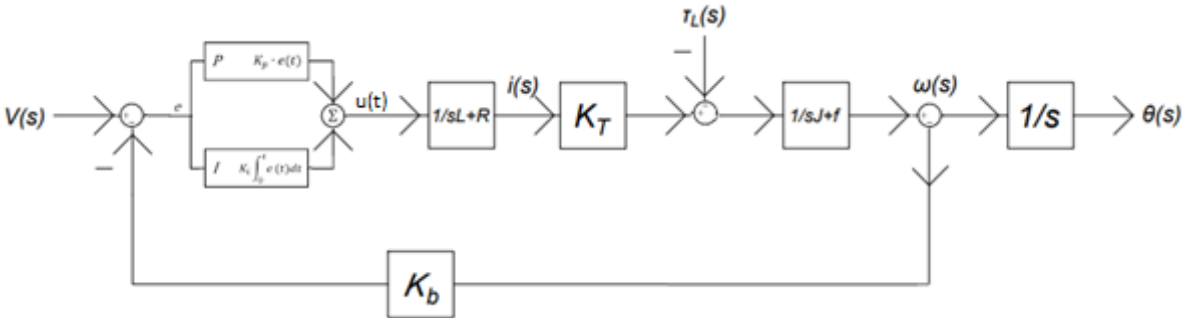 τL(s)
P Kp · e(t)
V(s)
e
Σ
u(t)
1/sL+R
i(s)
KT
1/sJ+f
ω(s)
1/s
θ(s)
I Ki ∫₀ᵗ e (t)dt
Kb